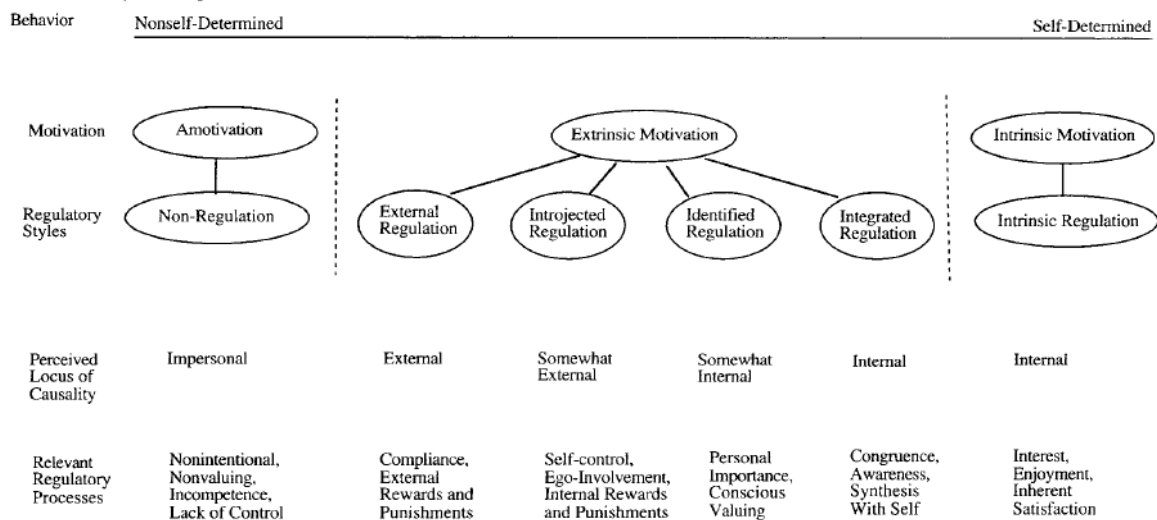 Behavior
Nonself-Determined
Self-Determined
Motivation
Amotivation
Extrinsic Motivation
Intrinsic Motivation
Regulatory
Styles
Non-Regulation
External
Regulation
Introjected
Regulation
Identified
Regulation
Integrated
Regulation
Intrinsic Regulation
Perceived
Locus of
Causality
Impersonal
External
Somewhat
External
Somewhat
Internal
Internal
Internal
Relevant
Regulatory
Processes
Nonintentional,
Nonvaluing,
Incompetence,
Lack of Control
Compliance,
External
Rewards and
Punishments
Self-control,
Ego-Involvement,
Internal Rewards
and Punishments
Personal
Importance,
Conscious
Valuing
Congruence,
Awareness,
Synthesis
With Self
Interest,
Enjoyment,
Inherent
Satisfaction